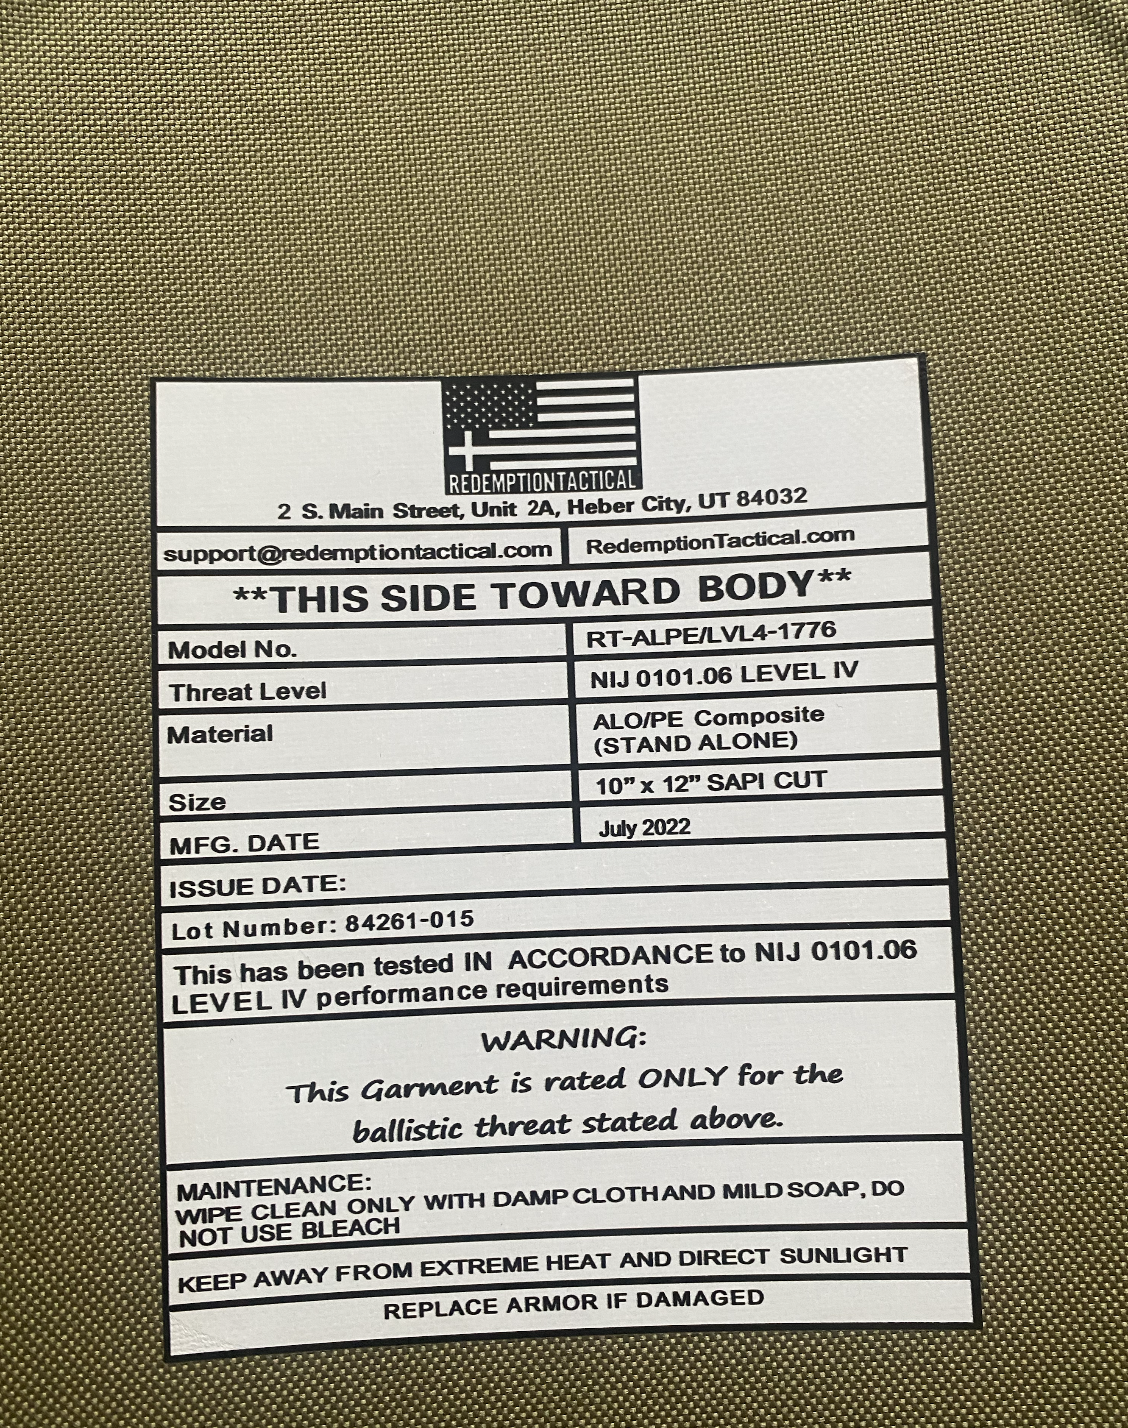 REDEMPTIONTACTICAL
2 S. Main Street, Unit 2A, Heber City, UT 84032
support@redemptiontactical.com RedemptionTactical.com
**THIS SIDE TOWARD BODY**
Model No. RT-ALPE/LVL4-1776
Threat Level NIJ 0101.06 LEVEL IV
Material ALO/PE Composite
(STAND ALONE)
Size 10” x 12” SAPI CUT
MFG. DATE July 2022
ISSUE DATE:
Lot Number: 84261-015
This has been tested IN ACCORDANCE to NIJ 0101.06
LEVEL IV performance requirements
WARNING:
This Garment is rated ONLY for the
ballistic threat stated above.
MAINTENANCE:
WIPE CLEAN ONLY WITH DAMP CLOTH AND MILD SOAP, DO
NOT USE BLEACH
KEEP AWAY FROM EXTREME HEAT AND DIRECT SUNLIGHT
REPLACE ARMOR IF DAMAGED